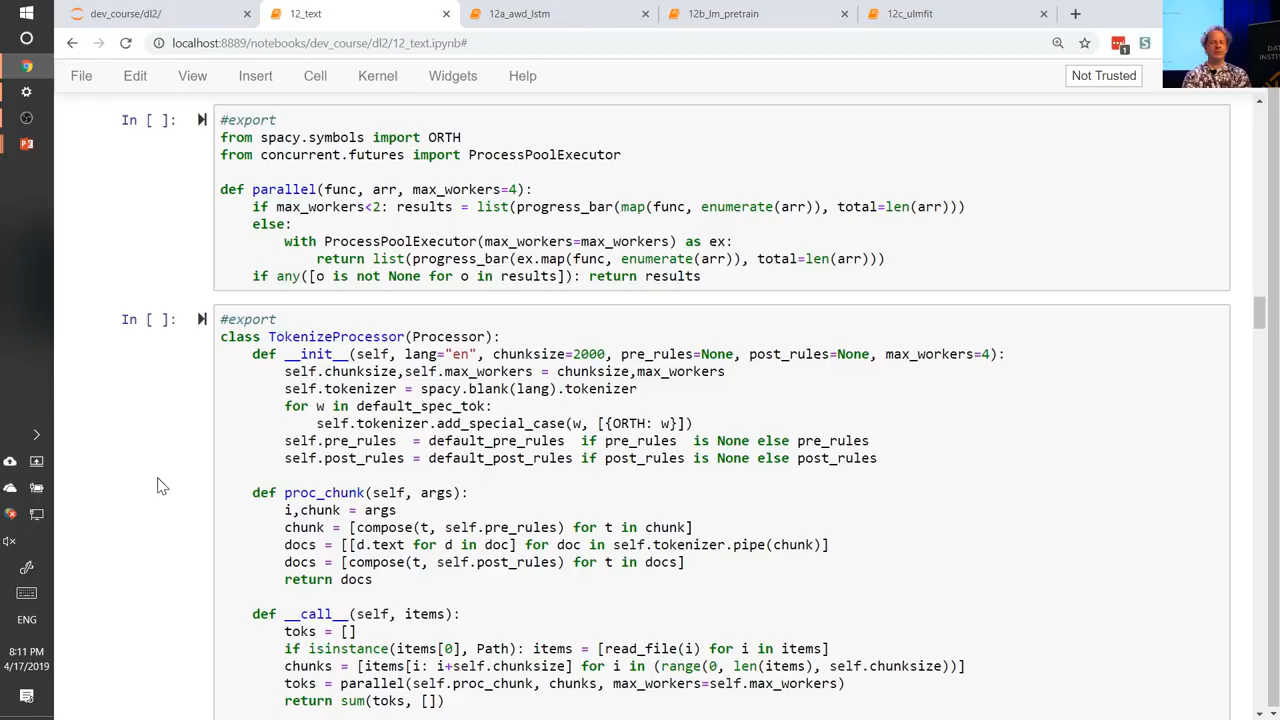 dev_course/dl2/
12_text
12a_awd_lstm
12b_lm_pretrain
12c_ulmfit
localhost:8889/notebooks/dev_course/dl2/12_text.ipynb#
1
S
DAT
INSTIT
File Edit View Insert Cell Kernel Widgets Help
Not Trusted
In [ ]:
#export
from spacy.symbols import ORTH
from concurrent.futures import ProcessPoolExecutor
def parallel(func, arr, max_workers=4):
    if max_workers<2: results = list(progress_bar(map(func, enumerate(arr)), total=len(arr)))
    else:
        with ProcessPoolExecutor(max_workers=max_workers) as ex:
            return list(progress_bar(ex.map(func, enumerate(arr)), total=len(arr)))
    if any([o is not None for o in results]): return results
In [ ]:
#export
class TokenizeProcessor(Processor):
    def __init__(self, lang="en", chunksize=2000, pre_rules=None, post_rules=None, max_workers=4):
        self.chunksize,self.max_workers = chunksize,max_workers
        self.tokenizer = spacy.blank(lang).tokenizer
        for w in default_spec_tok:
            self.tokenizer.add_special_case(w, [{ORTH: w}])
        self.pre_rules  = default_pre_rules  if pre_rules  is None else pre_rules
        self.post_rules = default_post_rules if post_rules is None else post_rules
    def proc_chunk(self, args):
        i,chunk = args
        chunk = [compose(t, self.pre_rules) for t in chunk]
        docs = [[d.text for d in doc] for doc in self.tokenizer.pipe(chunk)]
        docs = [compose(t, self.post_rules) for t in docs]
        return docs
    def __call__(self, items):
        toks = []
        if isinstance(items[0], Path): items = [read_file(i) for i in items]
        chunks = [items[i: i+self.chunksize] for i in (range(0, len(items), self.chunksize))]
        toks = parallel(self.proc_chunk, chunks, max_workers=self.max_workers)
        return sum(toks, [])
ENG
8:11 PM
4/17/2019